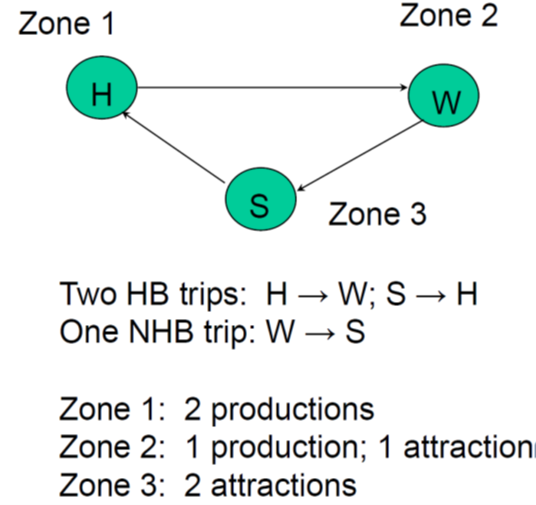 Zone 1
Zone 2
H
W
S
Zone 3
Two HB trips: H → W; S → H
One NHB trip: W → S
Zone 1: 2 productions
Zone 2: 1 production; 1 attraction
Zone 3: 2 attractions